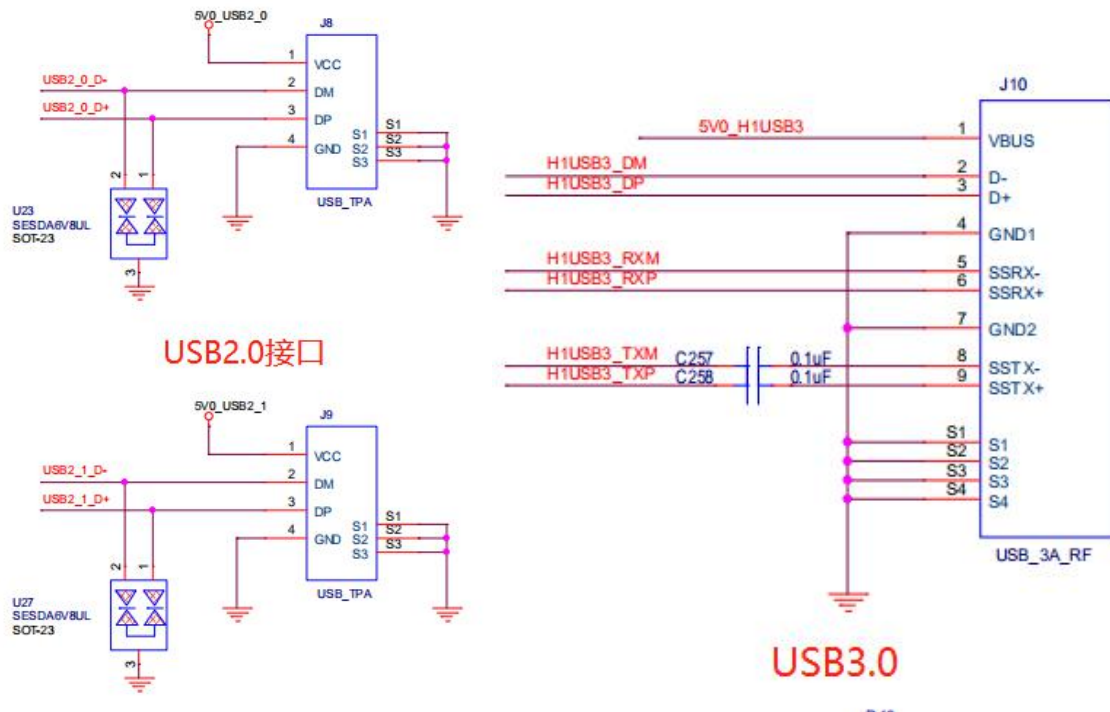 5V0_USB2_0
J8
1 VCC
USB2_0_D- 2 DM
USB2_0_D+ 3 DP
4 GND
S1 S1
S2 S2
S3 S3
USB_TPA
2 1
U23
SESDA6V8UL
SOT-23
3
USB2.0接口
5V0_USB2_1
J9
1 VCC
USB2_1_D- 2 DM
USB2_1_D+ 3 DP
4 GND
S1 S1
S2 S2
S3 S3
USB_TPA
2 1
U27
SESDA6V8UL
SOT-23
3
J10
5V0_H1USB3 1 VBUS
H1USB3_DM 2 D-
H1USB3_DP 3 D+
4 GND1
H1USB3_RXM 5 SSRX-
H1USB3_RXP 6 SSRX+
7 GND2
H1USB3_TXM C257 0.1uF 8 SSTX-
H1USB3_TXP C258 0.1uF 9 SSTX+
S1 S1
S2 S2
S3 S3
S4 S4
USB_3A_RF
USB3.0